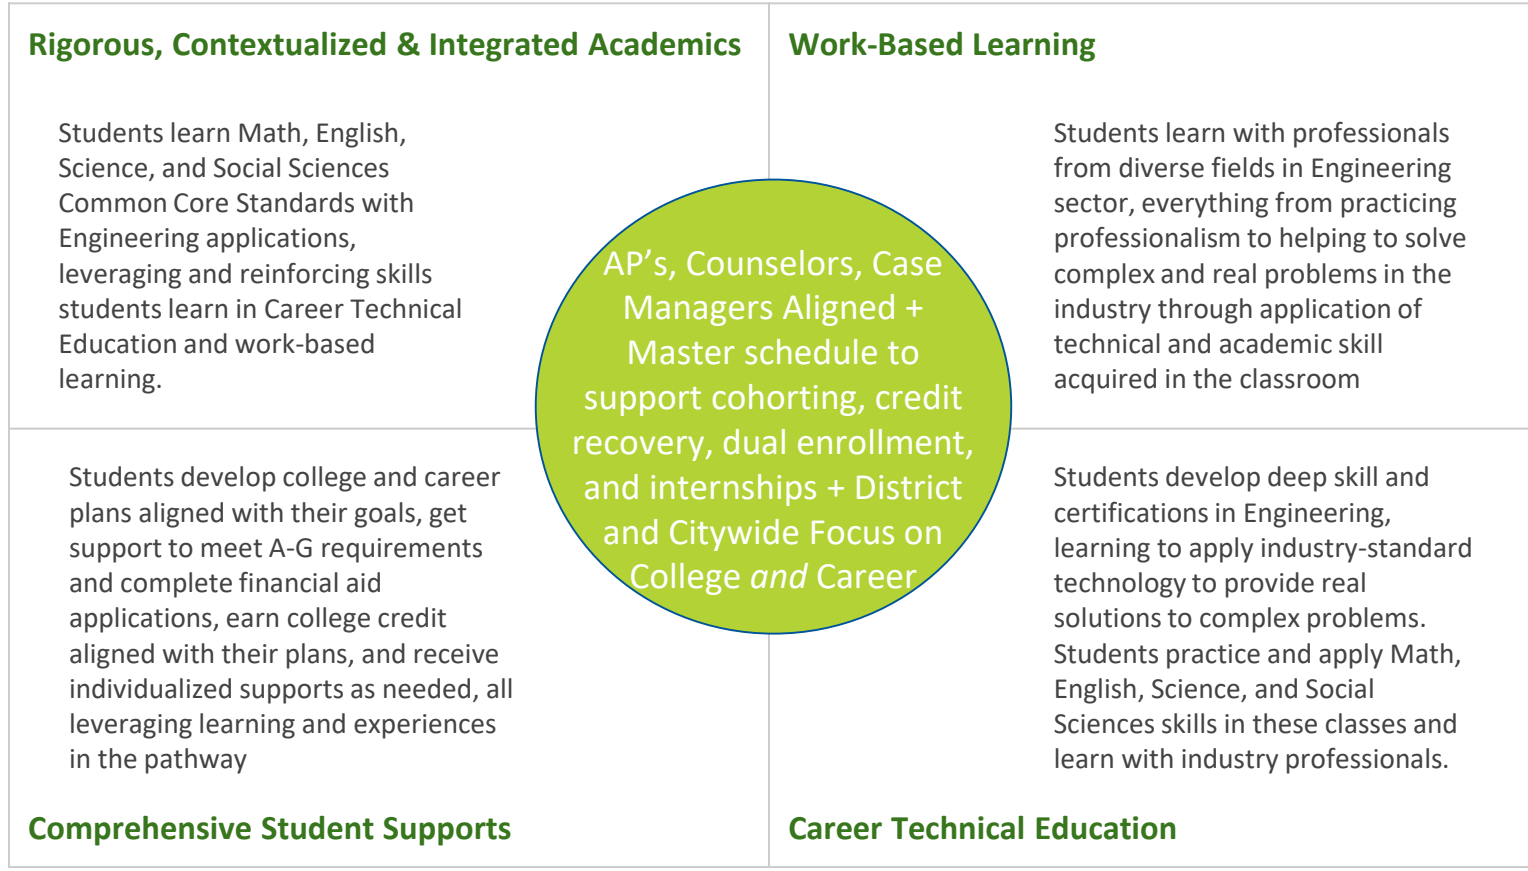 Rigorous, Contextualized & Integrated Academics
Students learn Math, English,
Science, and Social Sciences
Common Core Standards with
Engineering applications,
leveraging and reinforcing skills
students learn in Career Technical
Education and work-based
learning.
Work-Based Learning
Students learn with professionals
from diverse fields in Engineering
sector, everything from practicing
professionalism to helping to solve
complex and real problems in the
industry through application of
technical and academic skill
acquired in the classroom
AP’s, Counselors, Case
Managers Aligned +
Master schedule to
support cohorting, credit
recovery, dual enrollment,
and internships + District
and Citywide Focus on
College and Career
Students develop college and career
plans aligned with their goals, get
support to meet A-G requirements
and complete financial aid
applications, earn college credit
aligned with their plans, and receive
individualized supports as needed, all
leveraging learning and experiences
in the pathway
Comprehensive Student Supports
Students develop deep skill and
certifications in Engineering,
learning to apply industry-standard
technology to provide real
solutions to complex problems.
Students practice and apply Math,
English, Science, and Social
Sciences skills in these classes and
learn with industry professionals.
Career Technical Education